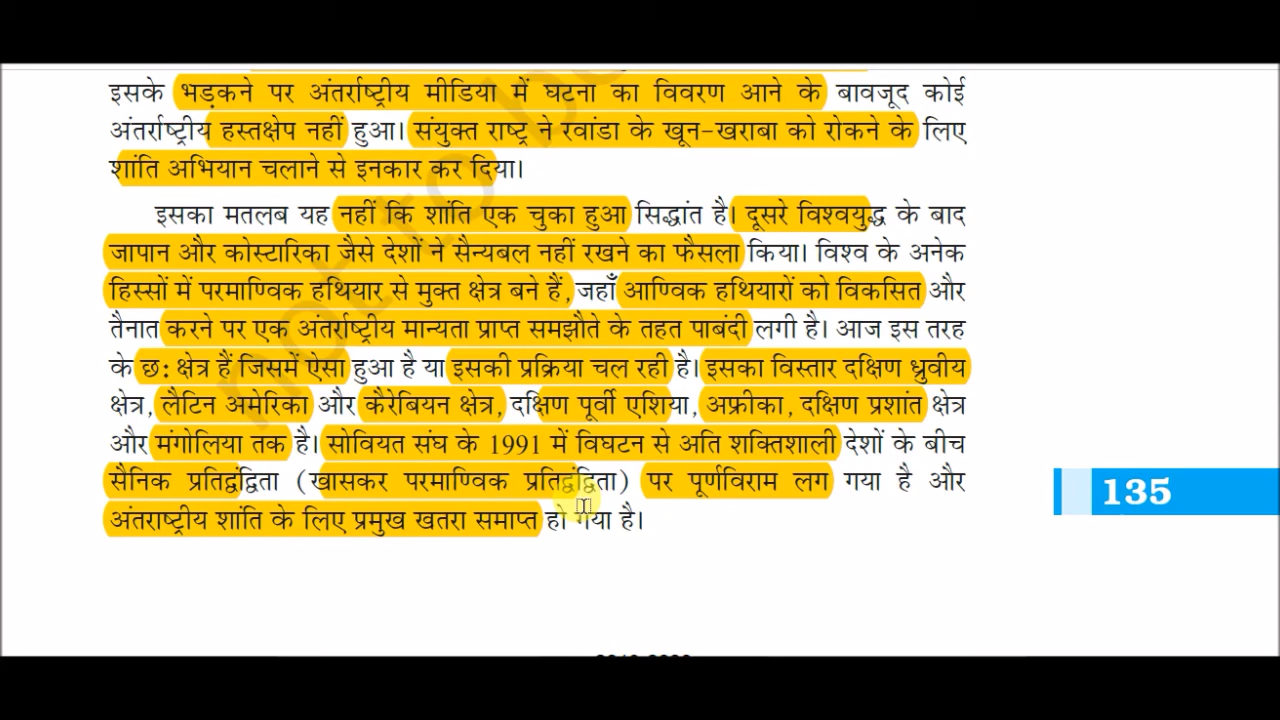 इसके भड़कने पर अंतर्राष्ट्रीय मीडिया में घटना का विवरण आने के बावजूद कोई
अंतर्राष्ट्रीय हस्तक्षेप नहीं हुआ। संयुक्त राष्ट्र ने रवांडा के खून-खराबा को रोकने के लिए
शांति अभियान चलाने से इनकार कर दिया।
इसका मतलब यह नहीं कि शांति एक चुका हुआ सिद्धांत है। दूसरे विश्वयुद्ध के बाद
जापान और कोस्टारिका जैसे देशों ने सैन्यबल नहीं रखने का फैसला किया। विश्व के अनेक
हिस्सों में परमाण्विक हथियार से मुक्त क्षेत्र बने हैं, जहाँ आण्विक हथियारों को विकसित और
तैनात करने पर एक अंतर्राष्ट्रीय मान्यता प्राप्त समझौते के तहत पाबंदी लगी है। आज इस तरह
के छ: क्षेत्र हैं जिसमें ऐसा हुआ है या इसकी प्रक्रिया चल रही है। इसका विस्तार दक्षिण ध्रुवीय
क्षेत्र, लैटिन अमेरिका और कैरेबियन क्षेत्र, दक्षिण पूर्वी एशिया, अफ्रीका, दक्षिण प्रशांत क्षेत्र
और मंगोलिया तक है। सोवियत संघ के 1991 में विघटन से अति शक्तिशाली देशों के बीच
सैनिक प्रतिद्वंद्विता (खासकर परमाण्विक प्रतिद्वंद्विता) पर पूर्णविराम लग गया है और
अंतराष्ट्रीय शांति के लिए प्रमुख खतरा समाप्त हो गया है।
135
not to b